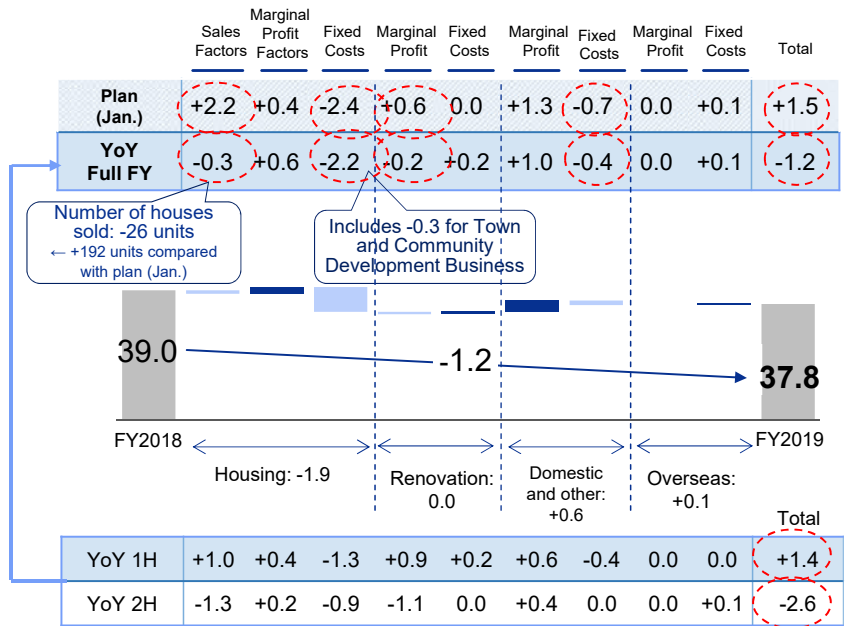 Sales Factors
Marginal Profit Factors
Fixed Costs
Marginal Profit
Fixed Costs
Marginal Profit
Fixed Costs
Marginal Profit
Fixed Costs
Total
Plan (Jan.) +2.2 +0.4 -2.4 +0.6 0.0 +1.3 -0.7 0.0 +0.1 +1.5
YoY Full FY -0.3 +0.6 -2.2 -0.2 +0.2 +1.0 -0.4 0.0 +0.1 -1.2
Number of houses
sold: -26 units
← +192 units compared
with plan (Jan.)
Includes -0.3 for Town
and Community
Development Business
39.0
-1.2
37.8
FY2018
FY2019
Housing: -1.9
Renovation:
0.0
Domestic
and other:
+0.6
Overseas:
+0.1
Total
YoY 1H +1.0 +0.4 -1.3 +0.9 +0.2 +0.6 -0.4 0.0 0.0 +1.4
YoY 2H -1.3 +0.2 -0.9 -1.1 0.0 +0.4 0.0 0.0 +0.1 -2.6